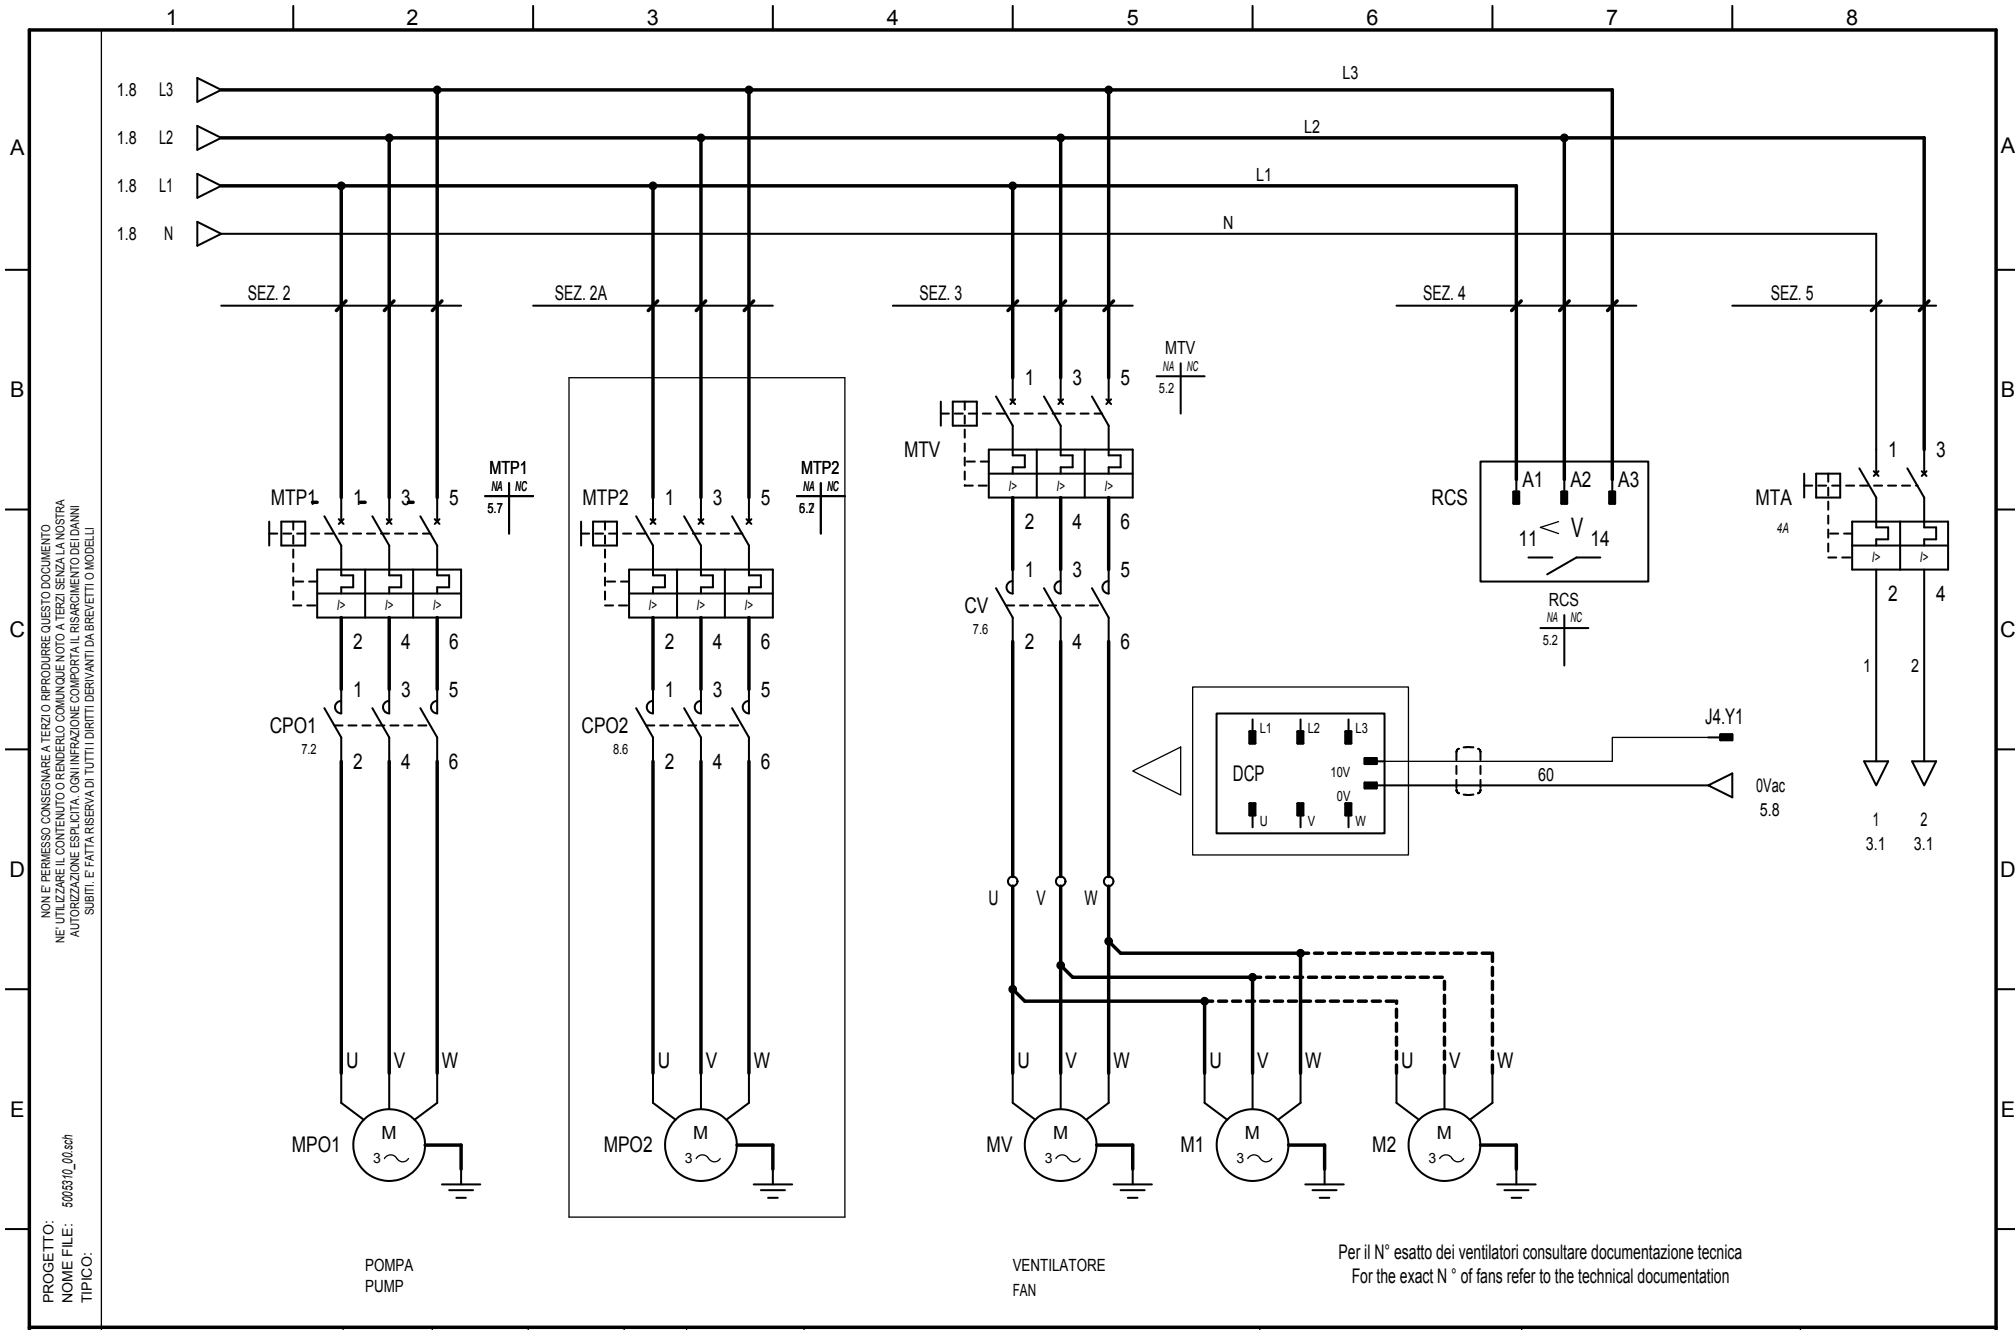 1 2 3 4 5 6 7 8
A A
B B
C C
D D
E E
1.8 L3
1.8 L2
1.8 L1
1.8 N
L3
L2
L1
N
SEZ. 2
SEZ. 2A
SEZ. 3
SEZ. 4
SEZ. 5
MTP1 1 3 5
MTP1
NA NC
5.7
I> I> I>
2 4 6
CPO1
7.2
1 3 5
2 4 6
U V W
MPO1
M
3
POMPA
PUMP
MTP2 1 3 5
MTP2
NA NC
6.2
I> I> I>
2 4 6
CPO2
8.6
1 3 5
2 4 6
U V W
MPO2
M
3
MTV
NA NC
5.2
MTV
1 3 5
I> I> I>
2 4 6
CV
7.6
1 3 5
2 4 6
U V W
U V W
MV
M
3
U V W
M1
M
3
U V W
M2
M
3
VENTILATORE
FAN
RCS
A1 A2 A3
< V
11 14
RCS
NA NC
5.2
MTA
4A
1 3
I> I>
2 4
1 2
1 2
3.1 3.1
L1 L2 L3
DCP
10V
0V
U V W
60
J4.Y1
0Vac
5.8
Per il N° esatto dei ventilatori consultare documentazione tecnica
For the exact N ° of fans refer to the technical documentation
NON E' PERMESSO CONSEGNARE A TERZI O RIPRODURRE QUESTO DOCUMENTO
NE' UTILIZZARE IL CONTENUTO O RENDERLO COMUNQUE NOTO A TERZI SENZA LA NOSTRA
AUTORIZZAZIONE ESPLICITA. OGNI INFRAZIONE COMPORTA IL RISARCIMENTO DEI DANNI
SUBITI. E' FATTA RISERVA DI TUTTI I DIRITTI DERIVANTI DA BREVETTI O MODELLI
PROGETTO:
NOME FILE: 5005310_00.sch
TIPICO: